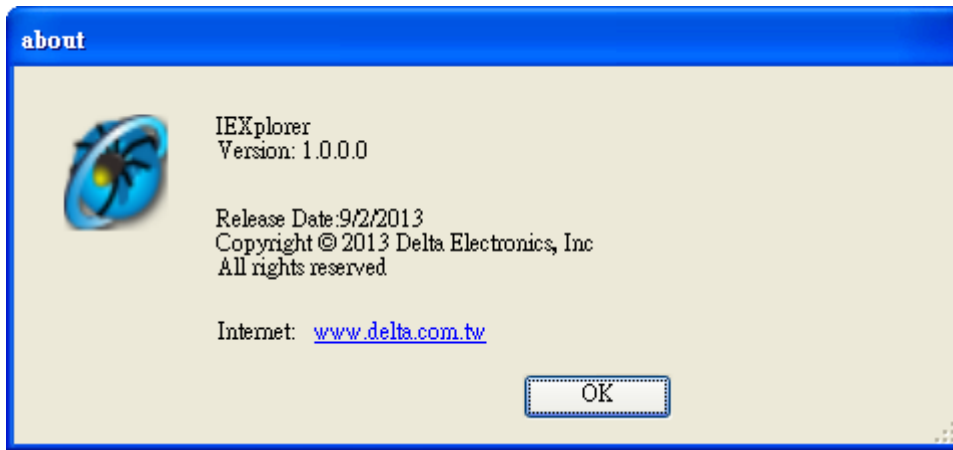 about
IEXplorer
Version: 1.0.0.0
Release Date:9/2/2013
Copyright © 2013 Delta Electronics, Inc
All rights reserved
Internet: www.delta.com.tw
OK